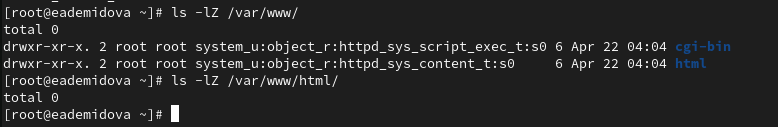 [root@eademidova ~]# ls -lZ /var/www/
total 0
drwxr-xr-x. 2 root root system_u:object_r:httpd_sys_script_exec_t:s0 6 Apr 22 04:04 cgi-bin
drwxr-xr-x. 2 root root system_u:object_r:httpd_sys_content_t:s0     6 Apr 22 04:04 html
[root@eademidova ~]# ls -lZ /var/www/html/
total 0
[root@eademidova ~]#